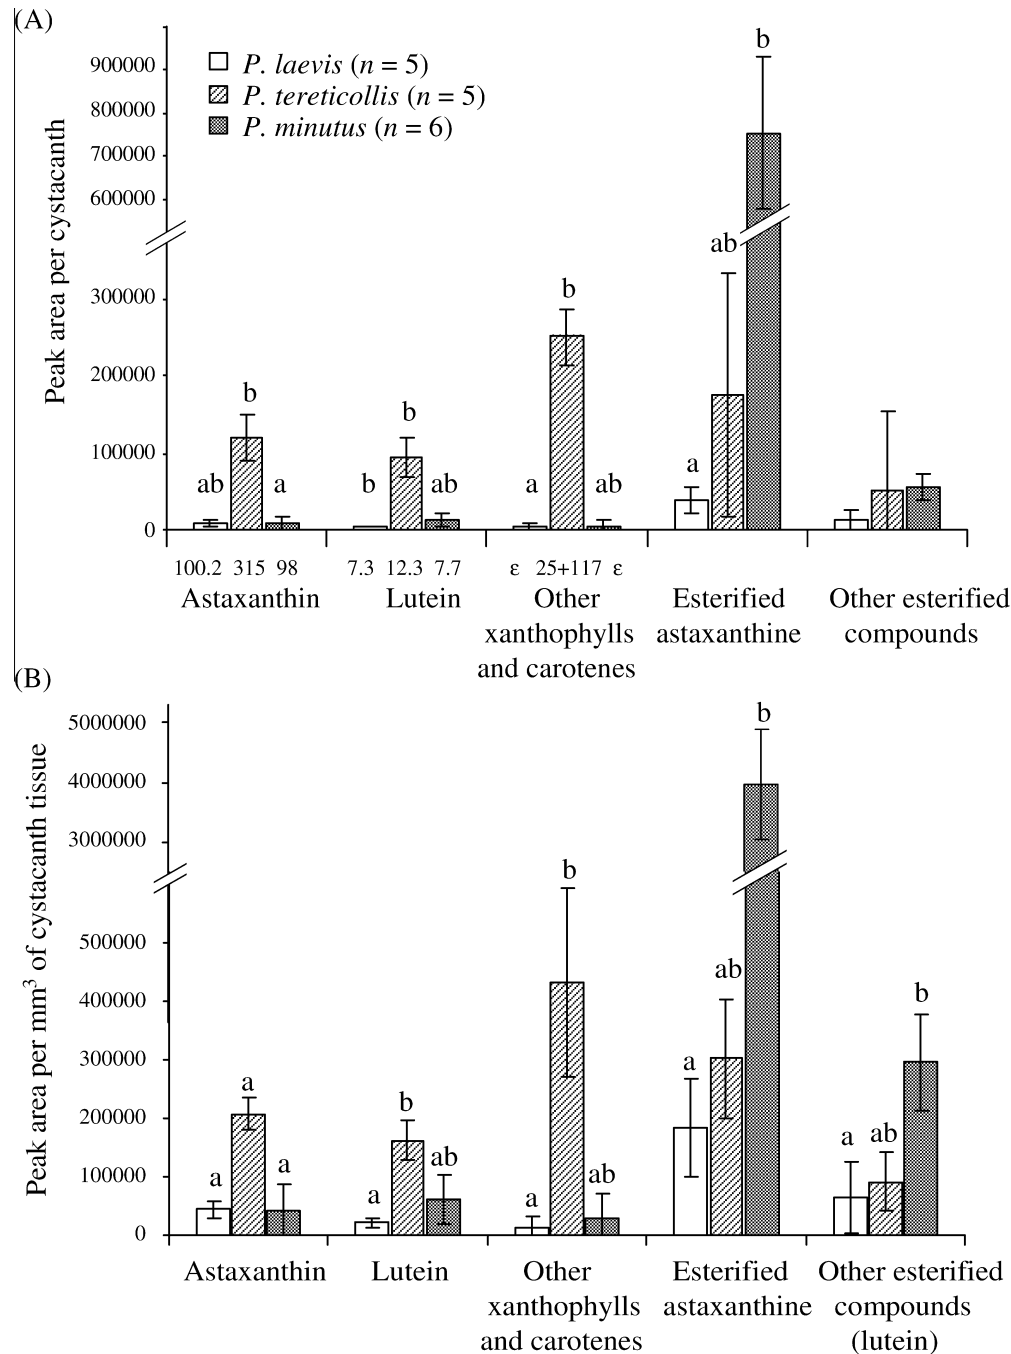 (A)
Peak area per cystacanth
900000
800000
700000
600000
300000
200000
100000
0
P. laevis (n = 5)
P. tereticollis (n = 5)
P. minutus (n = 6)
ab b a
b b ab
a b ab
a ab b
100.2 315 98 7.3 12.3 7.7 ε 25+117 ε
Astaxanthin Lutein Other Esterified Other esterified
xanthophylls astaxanthine compounds
and carotenes
(B)
Peak area per mm3 of cystacanth tissue
5000000
4000000
3000000
500000
400000
300000
200000
100000
0
a a a
a b ab
a b ab
a ab b
a ab b
Astaxanthin Lutein Other Esterified Other esterified
xanthophylls astaxanthine compounds
and carotenes (lutein)